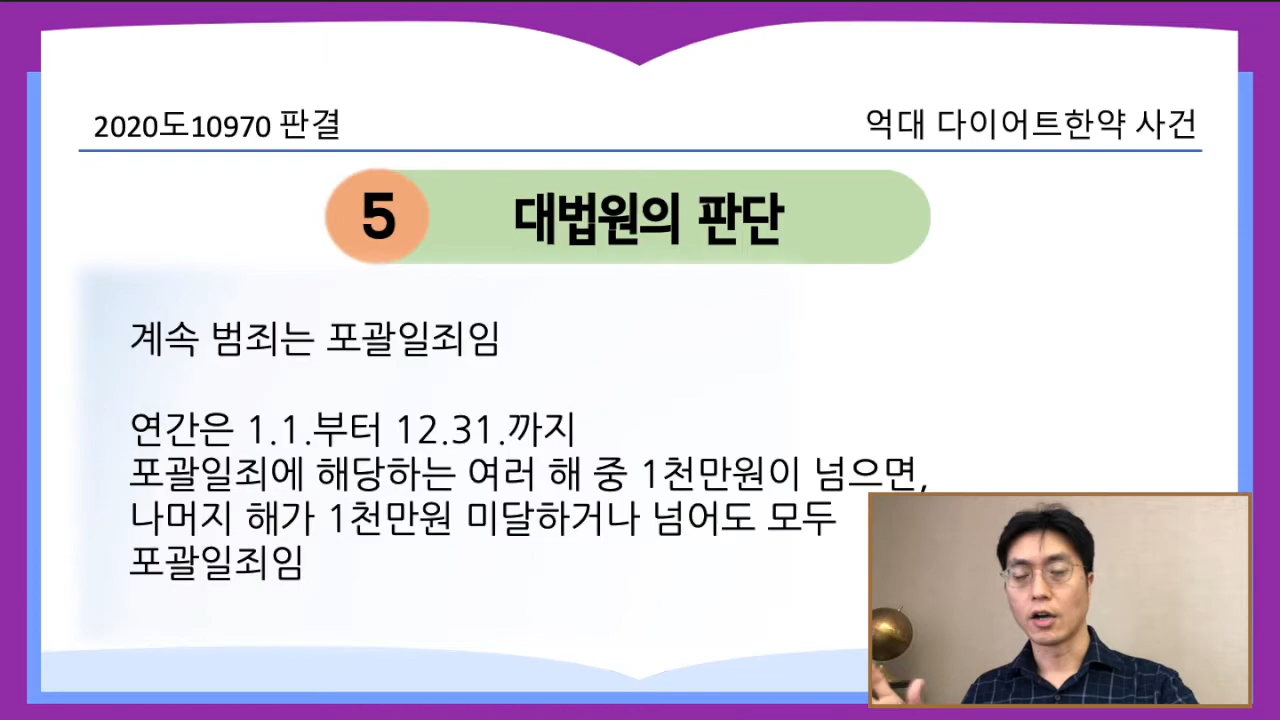 2020도10970 판결
억대 다이어트한약 사건
5
대법원의 판단
계속 범죄는 포괄일죄임
연간은 1.1.부터 12.31.까지
포괄일죄에 해당하는 여러 해 중 1천만원이 넘으면,
나머지 해가 1천만원 미달하거나 넘어도 모두
포괄일죄임